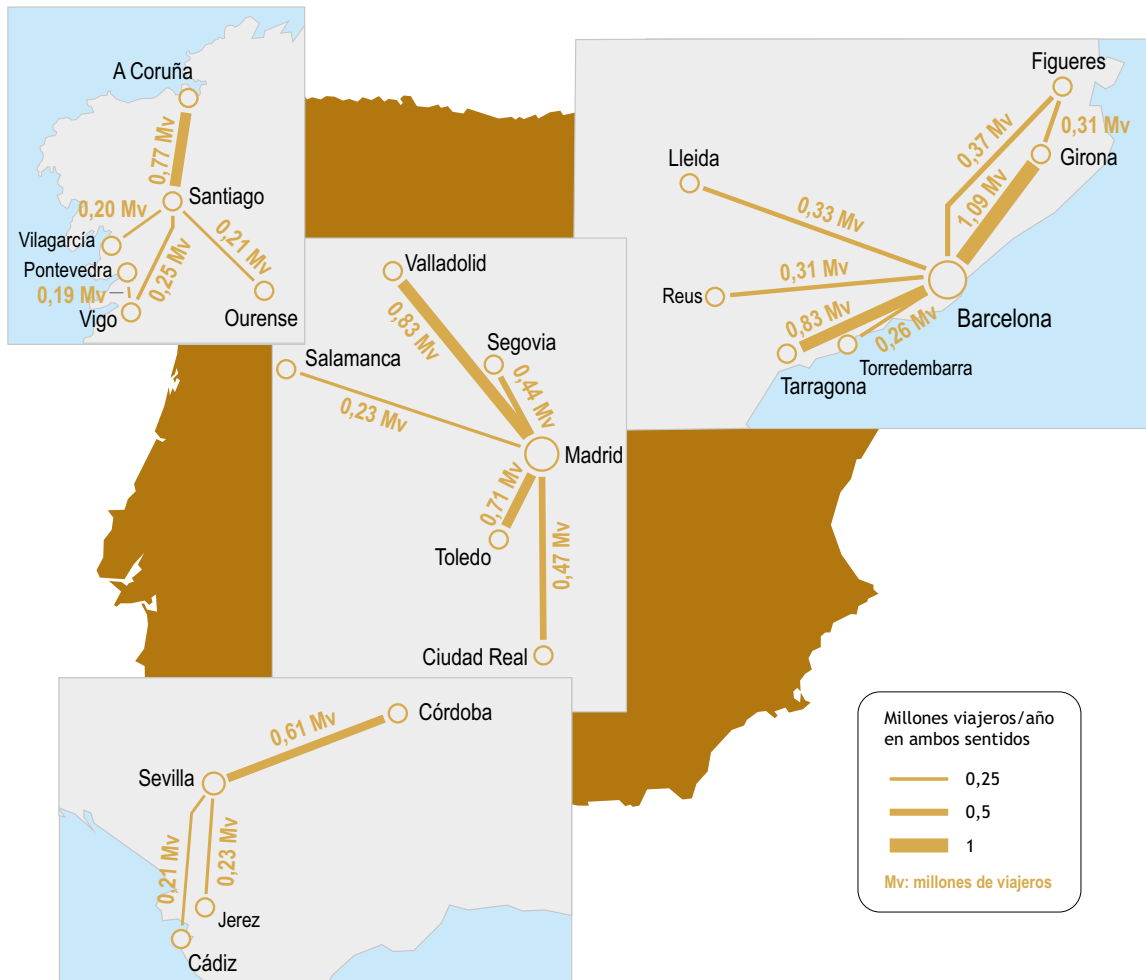 A Coruña
0,77 Mv
Santiago
0,20 Mv
Vilagarcía
0,21 Mv
Pontevedra
0,25 Mv
0,19 Mv
Vigo
Ourense
Figueres
0,37 Mv
0,31 Mv
Girona
Lleida
1,09 Mv
0,33 Mv
0,31 Mv
Reus
0,83 Mv
0,26 Mv
Barcelona
Torredembarra
Tarragona
Valladolid
0,83 Mv
Segovia
0,44 Mv
Salamanca
0,23 Mv
Madrid
0,71 Mv
Toledo
0,47 Mv
Ciudad Real
Córdoba
0,61 Mv
Sevilla
0,21 Mv
0,23 Mv
Jerez
Cádiz
Millones viajeros/año
en ambos sentidos
0,25
0,5
1
Mv: millones de viajeros